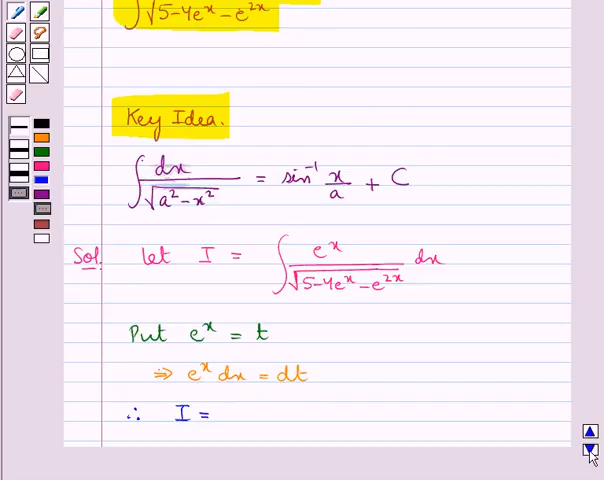 ∫ √5-4eˣ-e²ˣ
Key Idea.
∫ dx / √a²-x² = sin⁻¹ x/a + C
Sol. Let I = ∫ eˣ / √5-4eˣ-e²ˣ dx
Put eˣ = t
⇒ eˣ dx = dt
∴ I =